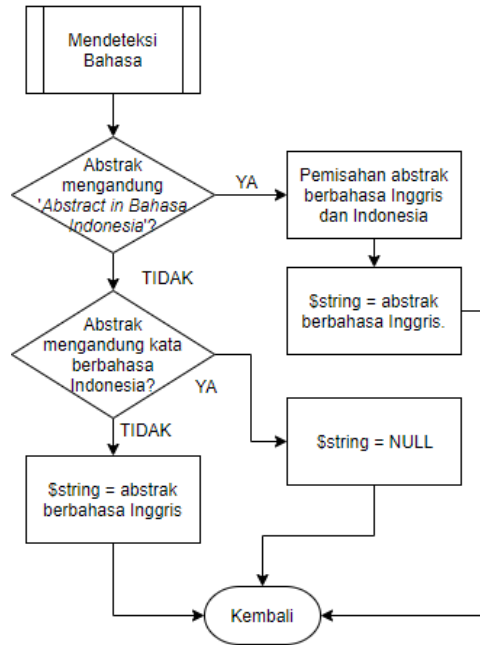 Mendeteksi
Bahasa
Abstrak
mengandung
'Abstract in Bahasa
Indonesia'?
YA
Pemisahan abstrak
berbahasa Inggris
dan Indonesia
TIDAK
$string = abstrak
berbahasa Inggris.
Abstrak
mengandung kata
berbahasa
Indonesia?
YA
TIDAK
$string = NULL
$string = abstrak
berbahasa Inggris
Kembali